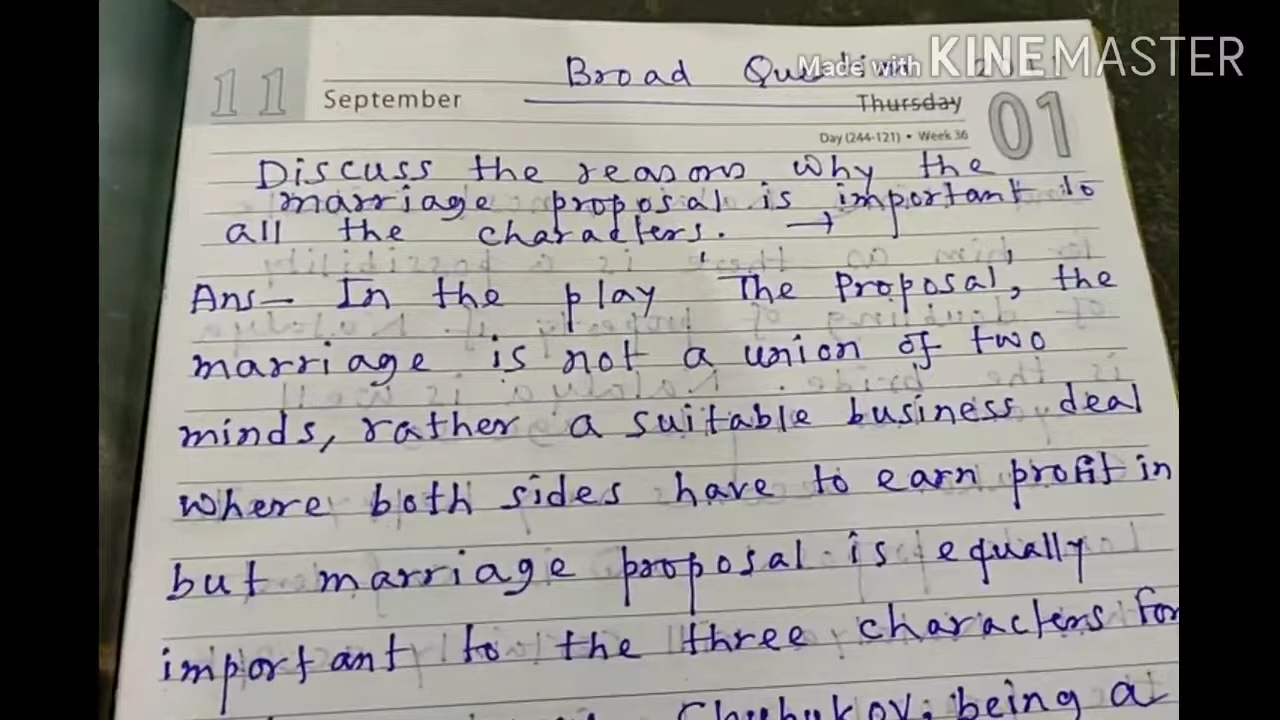 Made with KINEMASTER
Broad
11 September Thursday 01
Day (244-121) • Week 36
Discuss the reasons why the
marriage proposal is important to
all the characters. →
Ans- In the play 'The Proposal', the
marriage is not a union of two
minds, rather a suitable business deal
where both sides have to earn profit in
but marriage proposal is equally
important to the three characters for
Chubukov, being a